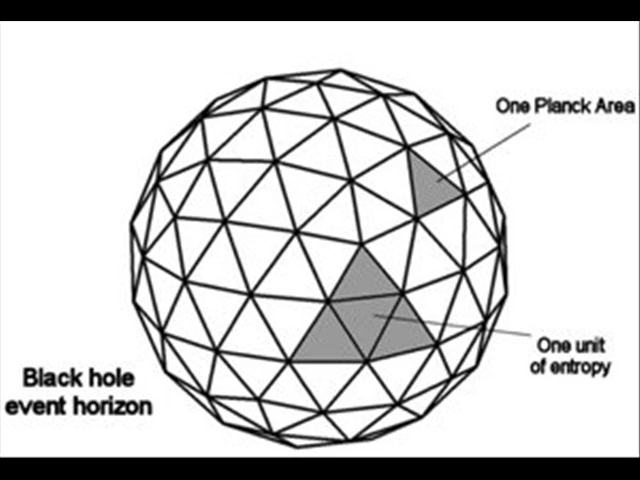 One Planck Area
One unit
of entropy
Black hole
event horizon